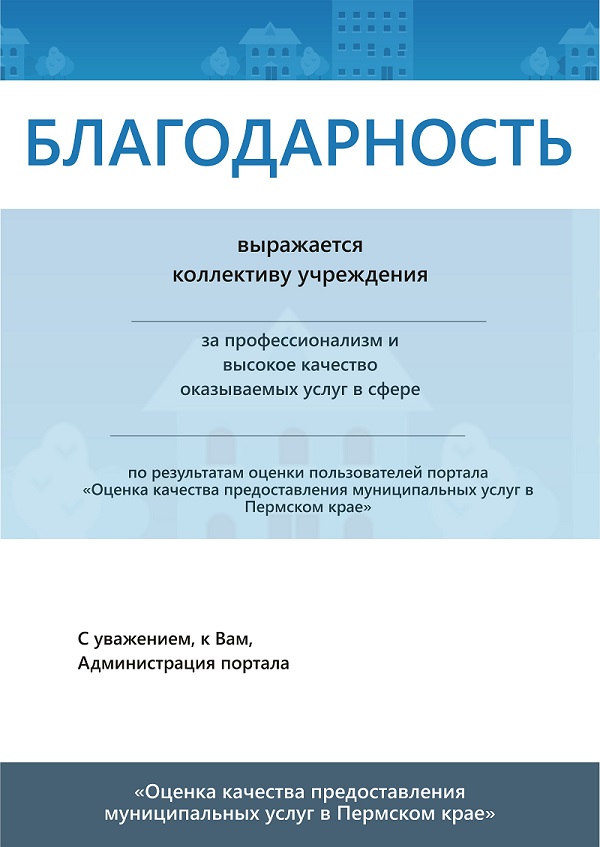 БЛАГОДАРНОСТЬ
выражается
коллективу учреждения
за профессионализм и
высокое качество
оказываемых услуг в сфере
по результатам оценки пользователей портала
«Оценка качества предоставления муниципальных услуг в
Пермском крае»
С уважением, к Вам,
Администрация портала
«Оценка качества предоставления
муниципальных услуг в Пермском крае»